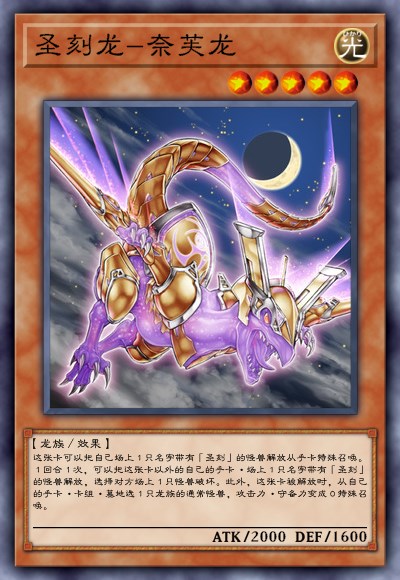 圣刻龙-奈芙龙
光
【龙族／效果】
这张卡可以把自己场上1只名字带有「圣刻」的怪兽解放从手卡特殊召唤。
1回合1次，可以把这张卡以外的自己的手卡·场上1只名字带有「圣刻」
的怪兽解放，选择对方场上1只怪兽破坏。此外，这张卡被解放时，从自
己的手卡·卡组·墓地选1只龙族的通常怪兽，攻击力·守备力变成0特殊召
唤。
ATK/2000 DEF/1600